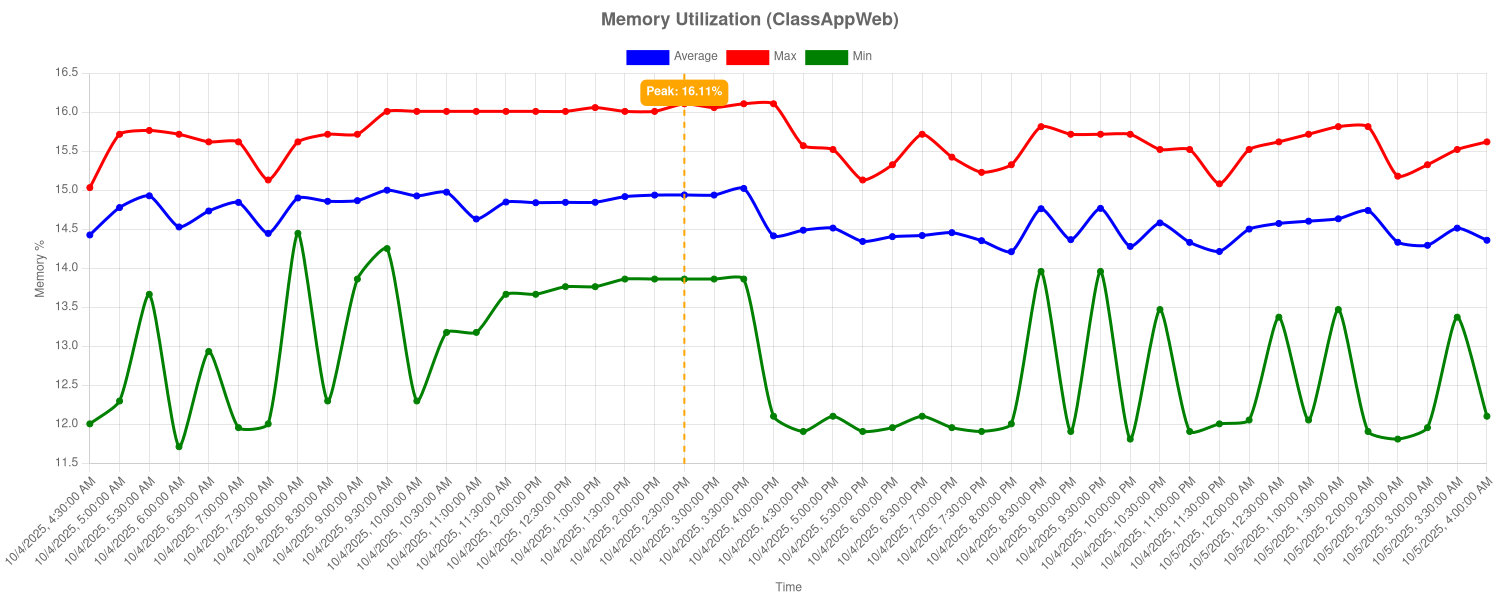 Memory Utilization (ClassAppWeb)
Average Max Min
Peak: 16.11%
16.5
16.0
15.5
15.0
14.5
14.0
13.5
13.0
12.5
12.0
11.5
Memory %
10/4/2025, 4:30:00 AM
10/4/2025, 5:00:00 AM
10/4/2025, 5:30:00 AM
10/4/2025, 6:00:00 AM
10/4/2025, 6:30:00 AM
10/4/2025, 7:00:00 AM
10/4/2025, 7:30:00 AM
10/4/2025, 8:00:00 AM
10/4/2025, 8:30:00 AM
10/4/2025, 9:00:00 AM
10/4/2025, 9:30:00 AM
10/4/2025, 10:00:00 AM
10/4/2025, 10:30:00 AM
10/4/2025, 11:00:00 AM
10/4/2025, 11:30:00 AM
10/4/2025, 12:00:00 PM
10/4/2025, 12:30:00 PM
10/4/2025, 1:00:00 PM
10/4/2025, 1:30:00 PM
10/4/2025, 2:00:00 PM
10/4/2025, 2:30:00 PM
10/4/2025, 3:00:00 PM
10/4/2025, 3:30:00 PM
10/4/2025, 4:00:00 PM
10/4/2025, 4:30:00 PM
10/4/2025, 5:00:00 PM
10/4/2025, 5:30:00 PM
10/4/2025, 6:00:00 PM
10/4/2025, 6:30:00 PM
10/4/2025, 7:00:00 PM
10/4/2025, 7:30:00 PM
10/4/2025, 8:00:00 PM
10/4/2025, 8:30:00 PM
10/4/2025, 9:00:00 PM
10/4/2025, 9:30:00 PM
10/4/2025, 10:00:00 PM
10/4/2025, 10:30:00 PM
10/4/2025, 11:00:00 PM
10/4/2025, 11:30:00 PM
10/5/2025, 12:00:00 AM
10/5/2025, 12:30:00 AM
10/5/2025, 1:00:00 AM
10/5/2025, 1:30:00 AM
10/5/2025, 2:00:00 AM
10/5/2025, 2:30:00 AM
10/5/2025, 3:00:00 AM
10/5/2025, 3:30:00 AM
10/5/2025, 4:00:00 AM
Time